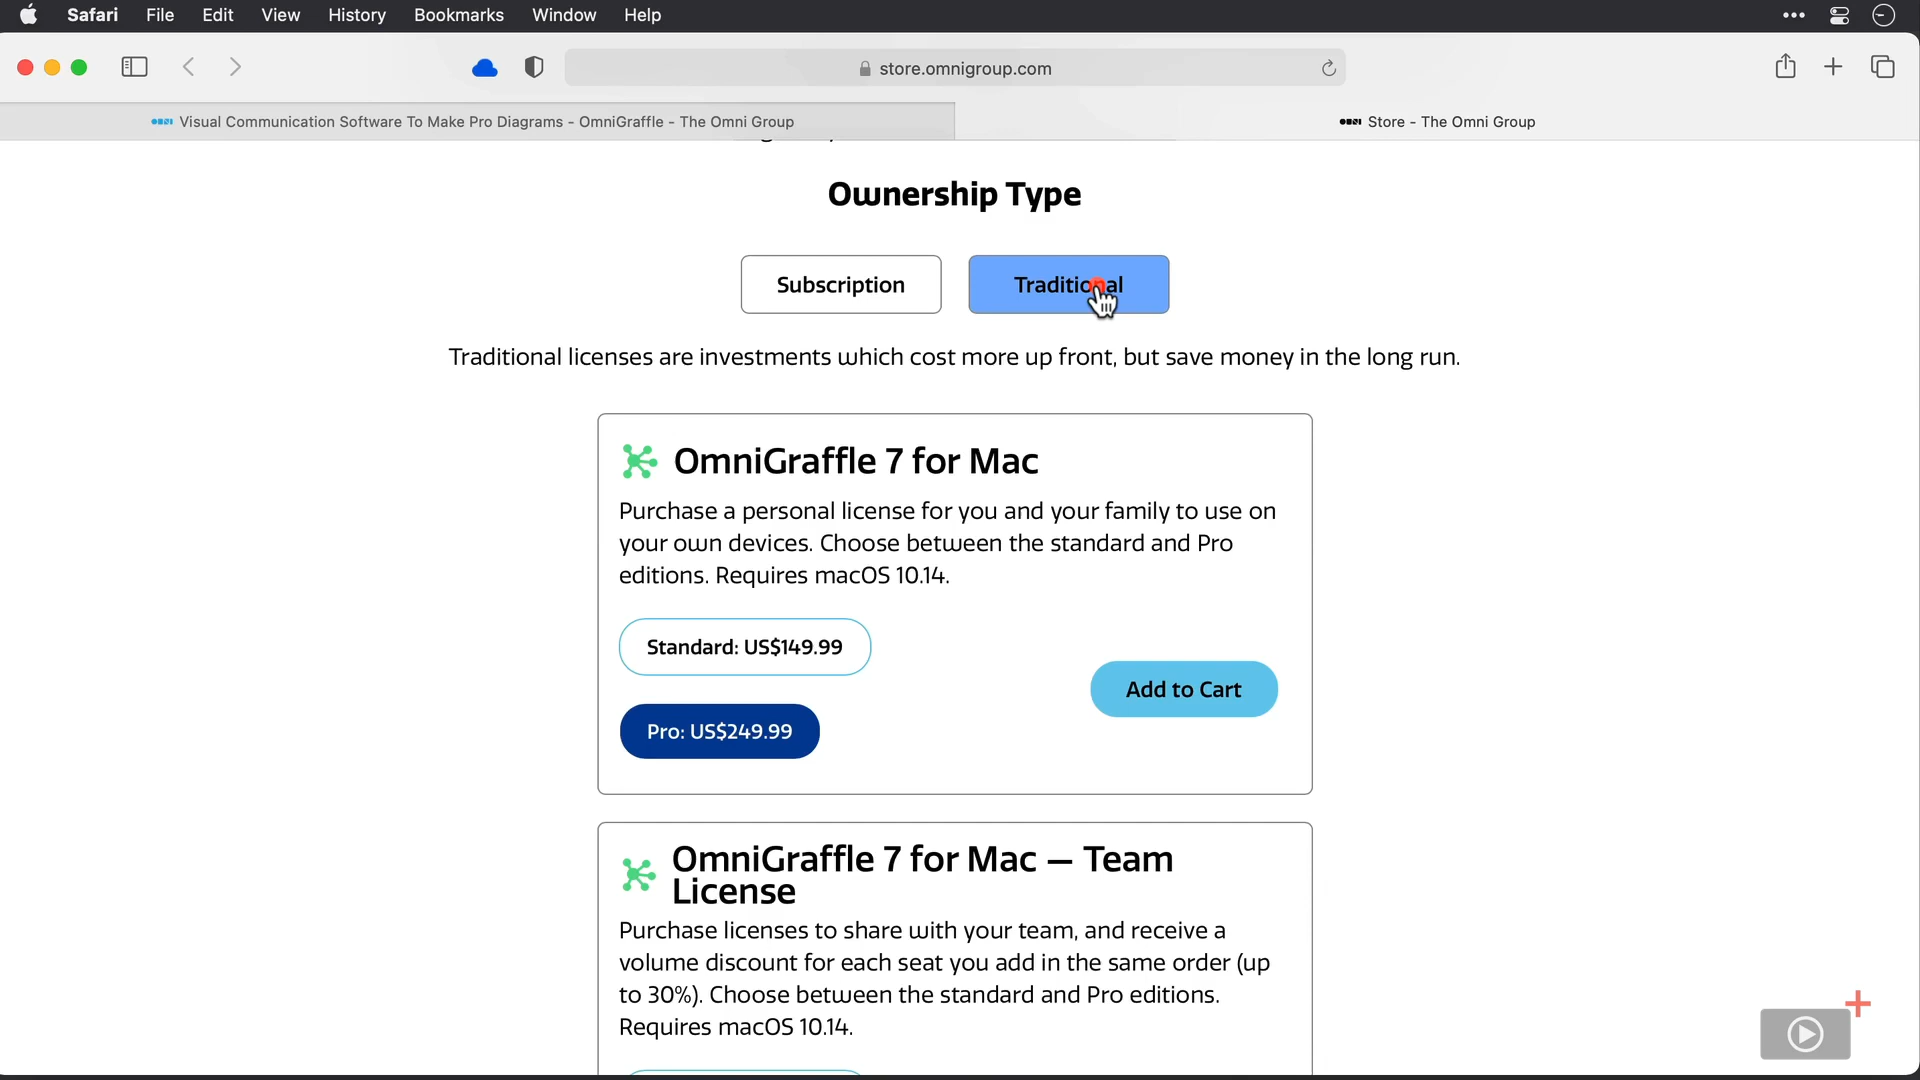 Safari File Edit View History Bookmarks Window Help
store.omnigroup.com
Visual Communication Software To Make Pro Diagrams - OmniGraffle - The Omni Group
Store - The Omni Group
Ownership Type
Subscription
Traditional
Traditional licenses are investments which cost more up front, but save money in the long run.
OmniGraffle 7 for Mac
Purchase a personal license for you and your family to use on
your own devices. Choose between the standard and Pro
editions. Requires macOS 10.14.
Standard: US$149.99
Add to Cart
Pro: US$249.99
OmniGraffle 7 for Mac — Team
License
Purchase licenses to share with your team, and receive a
volume discount for each seat you add in the same order (up
to 30%). Choose between the standard and Pro editions.
Requires macOS 10.14.